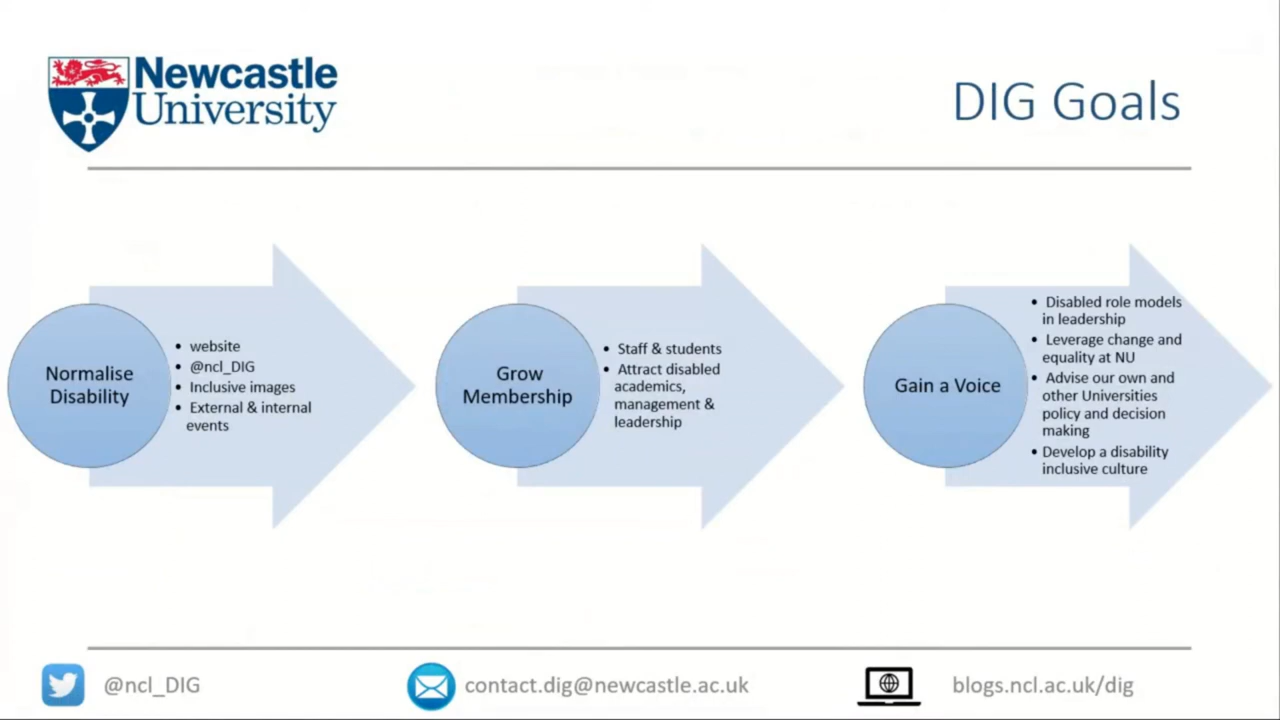 Newcastle
University
DIG Goals
Normalise
Disability
• website
• @ncl_DIG
• Inclusive images
• External & internal
events
Grow
Membership
• Staff & students
• Attract disabled
academics,
management &
leadership
Gain a Voice
• Disabled role models
in leadership
• Leverage change and
equality at NU
• Advise our own and
other Universities
policy and decision
making
• Develop a disability
inclusive culture
@ncl_DIG
contact.dig@newcastle.ac.uk
blogs.ncl.ac.uk/dig